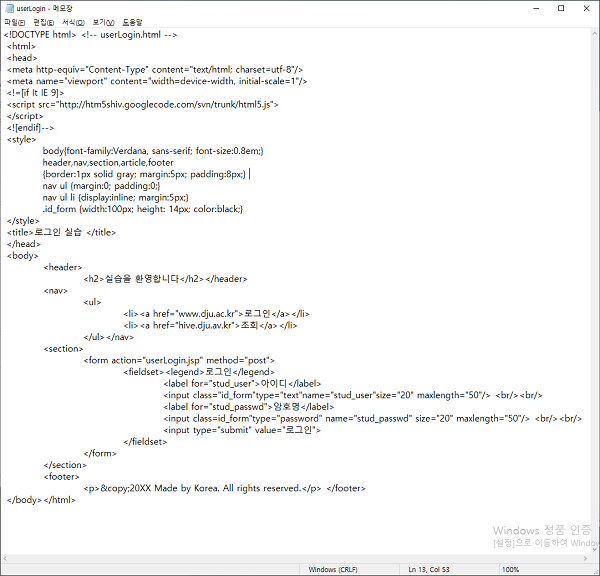 userLogin - 메모장
파일(F) 편집(E) 서식(O) 보기(V) 도움말
<!DOCTYPE html> <!-- userLogin.html -->
<html>
<head>
<meta http-equiv="Content-Type" content="text/html; charset=utf-8"/>
<meta name="viewport" content="width=device-width, initial-scale=1"/>
<!=[if lt IE 9]>
<script src="http://htm5shiv.googlecode.com/svn/trunk/html5.js">
</script>
<![endif]-->
<style>
body{font-family:Verdana, sans-serif; font-size:0.8em;}
header,nav,section,article,footer
{border:1px solid gray; margin:5px; padding:8px;}
nav ul {margin:0; padding:0;}
nav ul li {display:inline; margin:5px;}
.id_form {width:100px; height: 14px; color:black;}
</style>
<title>로그인 실습 </title>
</head>
<body>
<header>
<h2>실습을 환영합니다</h2></header>
<nav>
<ul>
<li><a href="www.dju.ac.kr">로그인</a></li>
<li><a href="hive.dju.av.kr">조회</a></li>
</ul></nav>
<section>
<form action="userLogin.jsp" method="post">
<fieldset><legend>로그인</legend>
<label for="stud_user">아이디</label>
<input class="id_form"type="text"name="stud_user"size="20" maxlength="50"/> <br/><br/>
<label for="stud_passwd">암호명</label>
<input class=id_form"type="password" name="stud_passwd" size="20" maxlength="50"/> <br/><br/>
<input type="submit" value="로그인">
</fieldset>
</form>
</section>
<footer>
<p>&copy;20XX Made by Korea. All rights reserved.</p> </footer>
</body></html>
Windows 정품 인증
[설정]으로 이동하여 Window
Windows (CRLF) Ln 13, Col 53 100%